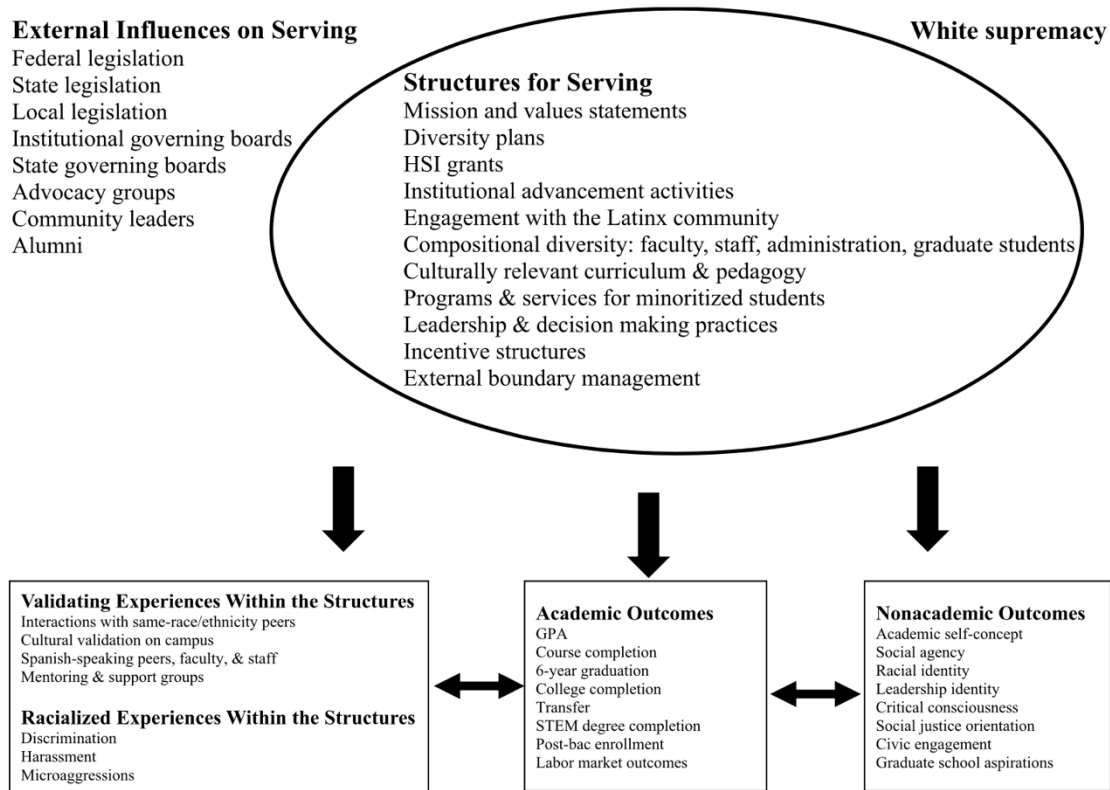 External Influences on Serving
Federal legislation
State legislation
Local legislation
Institutional governing boards
State governing boards
Advocacy groups
Community leaders
Alumni
White supremacy
Structures for Serving
Mission and values statements
Diversity plans
HSI grants
Institutional advancement activities
Engagement with the Latinx community
Compositional diversity: faculty, staff, administration, graduate students
Culturally relevant curriculum & pedagogy
Programs & services for minoritized students
Leadership & decision making practices
Incentive structures
External boundary management
Validating Experiences Within the Structures
Interactions with same-race/ethnicity peers
Cultural validation on campus
Spanish-speaking peers, faculty, & staff
Mentoring & support groups
Racialized Experiences Within the Structures
Discrimination
Harassment
Microaggressions
Academic Outcomes
GPA
Course completion
6-year graduation
College completion
Transfer
STEM degree completion
Post-bac enrollment
Labor market outcomes
Nonacademic Outcomes
Academic self-concept
Social agency
Racial identity
Leadership identity
Critical consciousness
Social justice orientation
Civic engagement
Graduate school aspirations